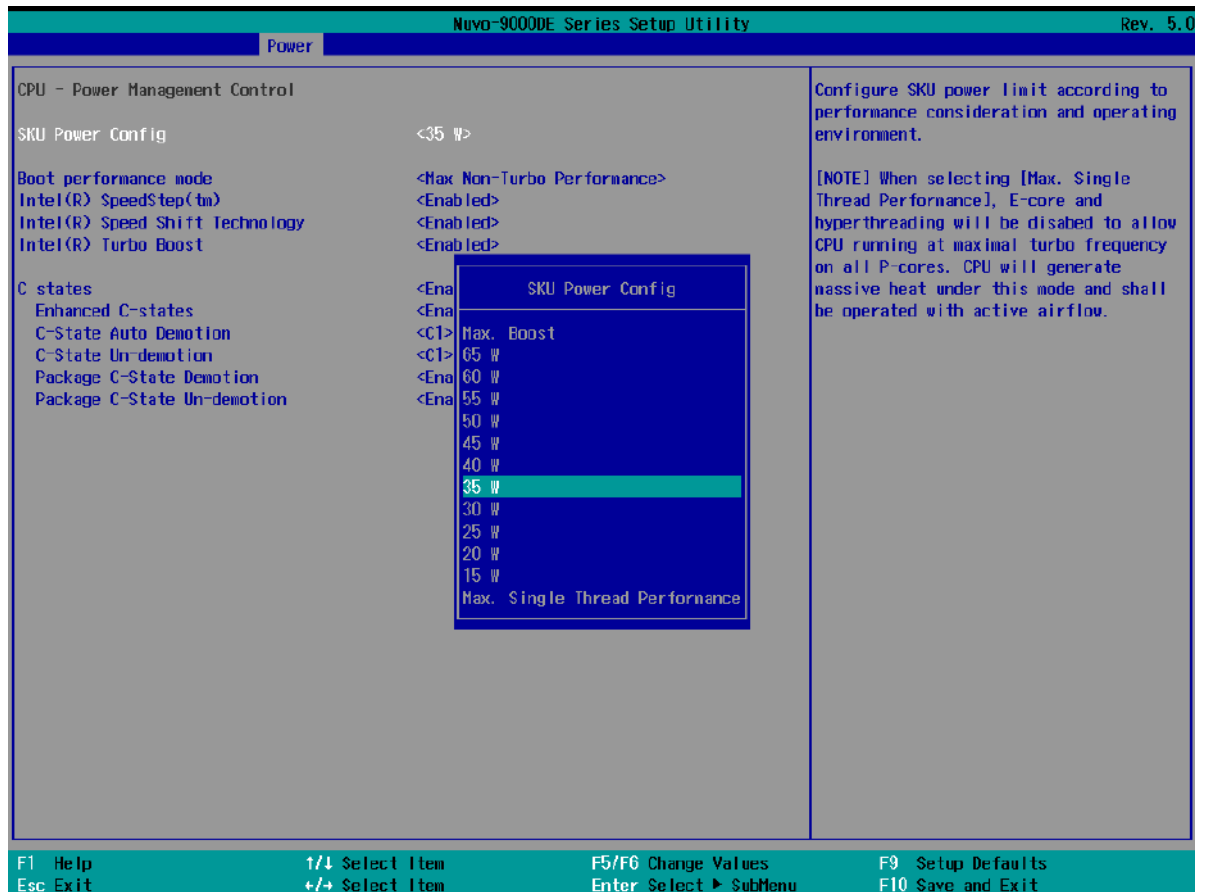 Nuvo-9000DE Series Setup Utility Rev. 5.0
Power
CPU - Power Management Control
SKU Power Config <35 W>
Boot performance mode <Max Non-Turbo Performance>
Intel(R) SpeedStep(tm) <Enabled>
Intel(R) Speed Shift Technology <Enabled>
Intel(R) Turbo Boost <Enabled>
C states <Ena
Enhanced C-states <Ena
C-State Auto Demotion <C1>
C-State Un-demotion <C1>
Package C-State Demotion <Ena
Package C-State Un-demotion <Ena
SKU Power Config
Max. Boost
65 W
60 W
55 W
50 W
45 W
40 W
35 W
30 W
25 W
20 W
15 W
Max. Single Thread Performance
Configure SKU power limit according to
performance consideration and operating
environment.
[NOTE] When selecting [Max. Single
Thread Performance], E-core and
hyperthreading will be disabed to allow
CPU running at maximal turbo frequency
on all P-cores. CPU will generate
massive heat under this mode and shall
be operated with active airflow.
F1 Help ↑/↓ Select Item F5/F6 Change Values F9 Setup Defaults
Esc Exit ←/→ Select Item Enter Select ▶ SubMenu F10 Save and Exit